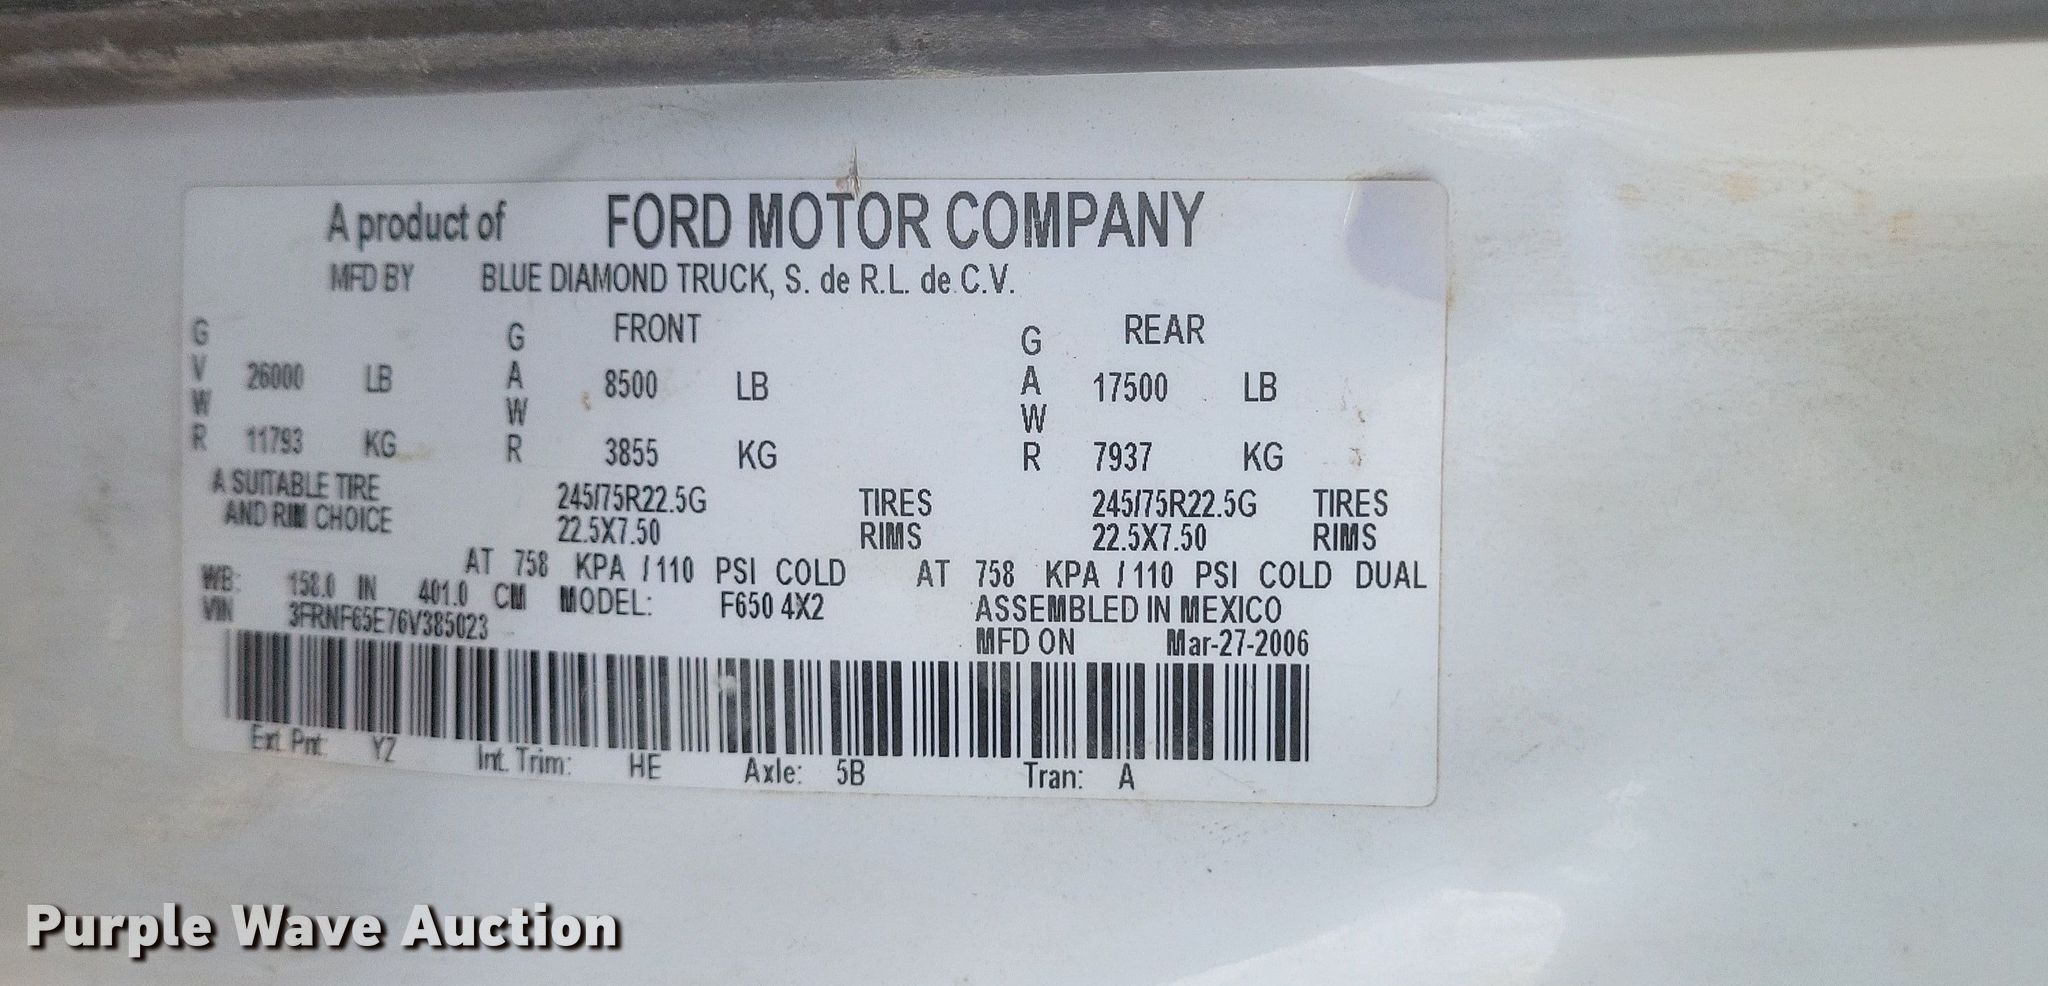 A product of FORD MOTOR COMPANY
MFD BY BLUE DIAMOND TRUCK, S. de R.L. de C.V.
GVWR 26000 LB GAWR FRONT 8500 LB GAWR REAR 17500 LB
11793 KG 3855 KG 7937 KG
A SUITABLE TIRE 245/75R22.5G TIRES 245/75R22.5G TIRES
AND RIM CHOICE 22.5X7.50 RIMS 22.5X7.50 RIMS
AT 758 KPA / 110 PSI COLD AT 758 KPA / 110 PSI COLD DUAL
WB: 158.0 IN 401.0 CM MODEL: F650 4X2 ASSEMBLED IN MEXICO
VIN 3FRNF65E76V385023 MFD ON Mar-27-2006
Ext. Pnt: YZ Int. Trim: HE Axle: 5B Tran: A
Purple Wave Auction